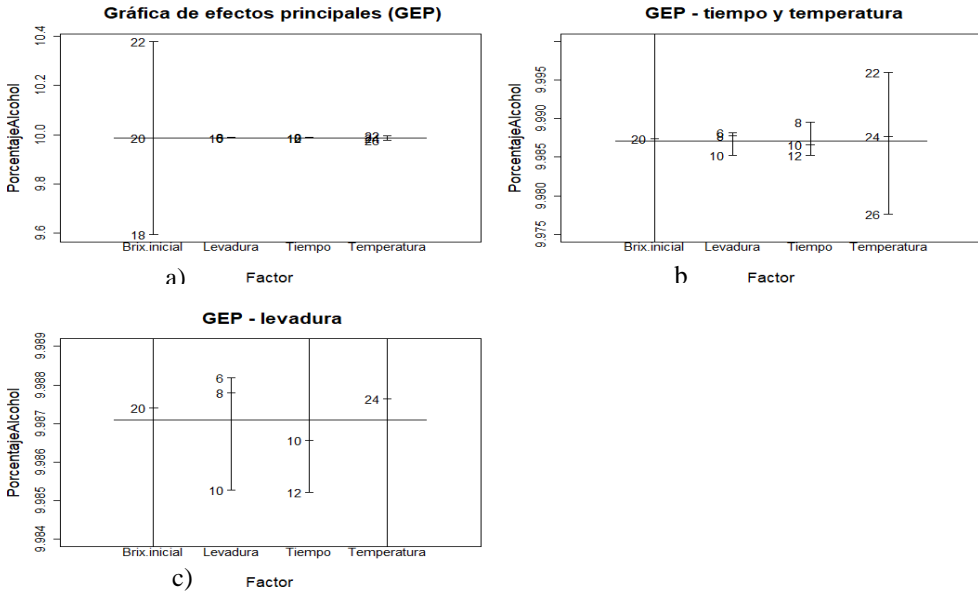 Gráfica de efectos principales (GEP)
PorcentajeAlcohol
10.4
10.2
10.0
9.8
9.6
22
20
18
10
12
22
26
Brix.inicial Levadura Tiempo Temperatura
a)
Factor
GEP - tiempo y temperatura
PorcentajeAlcohol
9.995
9.990
9.985
9.980
9.975
20
6
8
10
8
10
12
22
24
26
Brix.inicial Levadura Tiempo Temperatura
b
Factor
GEP - levadura
PorcentajeAlcohol
9.989
9.988
9.987
9.986
9.985
9.984
20
6
8
10
10
12
24
Brix.inicial Levadura Tiempo Temperatura
c)
Factor